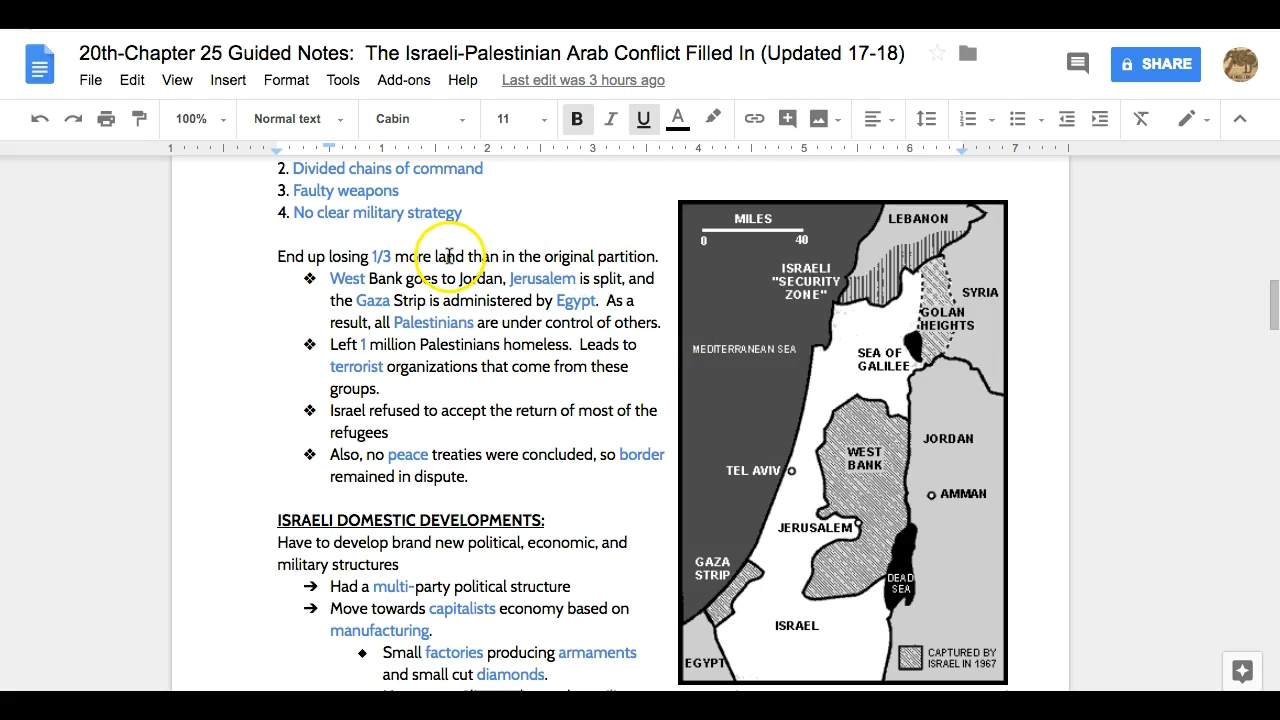 20th-Chapter 25 Guided Notes: The Israeli-Palestinian Arab Conflict Filled In (Updated 17-18)
File Edit View Insert Format Tools Add-ons Help Last edit was 3 hours ago
SHARE
100% Normal text Cabin 11 B I U A
1 1 2 3 4 5 6 7
2. Divided chains of command
3. Faulty weapons
4. No clear military strategy
End up losing 1/3 more land than in the original partition.
❖ West Bank goes to Jordan, Jerusalem is split, and
the Gaza Strip is administered by Egypt. As a
result, all Palestinians are under control of others.
❖ Left 1 million Palestinians homeless. Leads to
terrorist organizations that come from these
groups.
❖ Israel refused to accept the return of most of the
refugees
❖ Also, no peace treaties were concluded, so border
remained in dispute.
ISRAELI DOMESTIC DEVELOPMENTS:
Have to develop brand new political, economic, and
military structures
➔ Had a multi-party political structure
➔ Move towards capitalists economy based on
manufacturing.
◆ Small factories producing armaments
and small cut diamonds.
MILES
0 40
LEBANON
ISRAELI
"SECURITY
ZONE"
SYRIA
GOLAN
HEIGHTS
MEDITERRANEAN SEA
SEA OF
GALILEE
JORDAN
WEST
BANK
TEL AVIV
AMMAN
JERUSALEM
GAZA
STRIP
DEAD
SEA
ISRAEL
EGYPT
CAPTURED BY
ISRAEL IN 1967